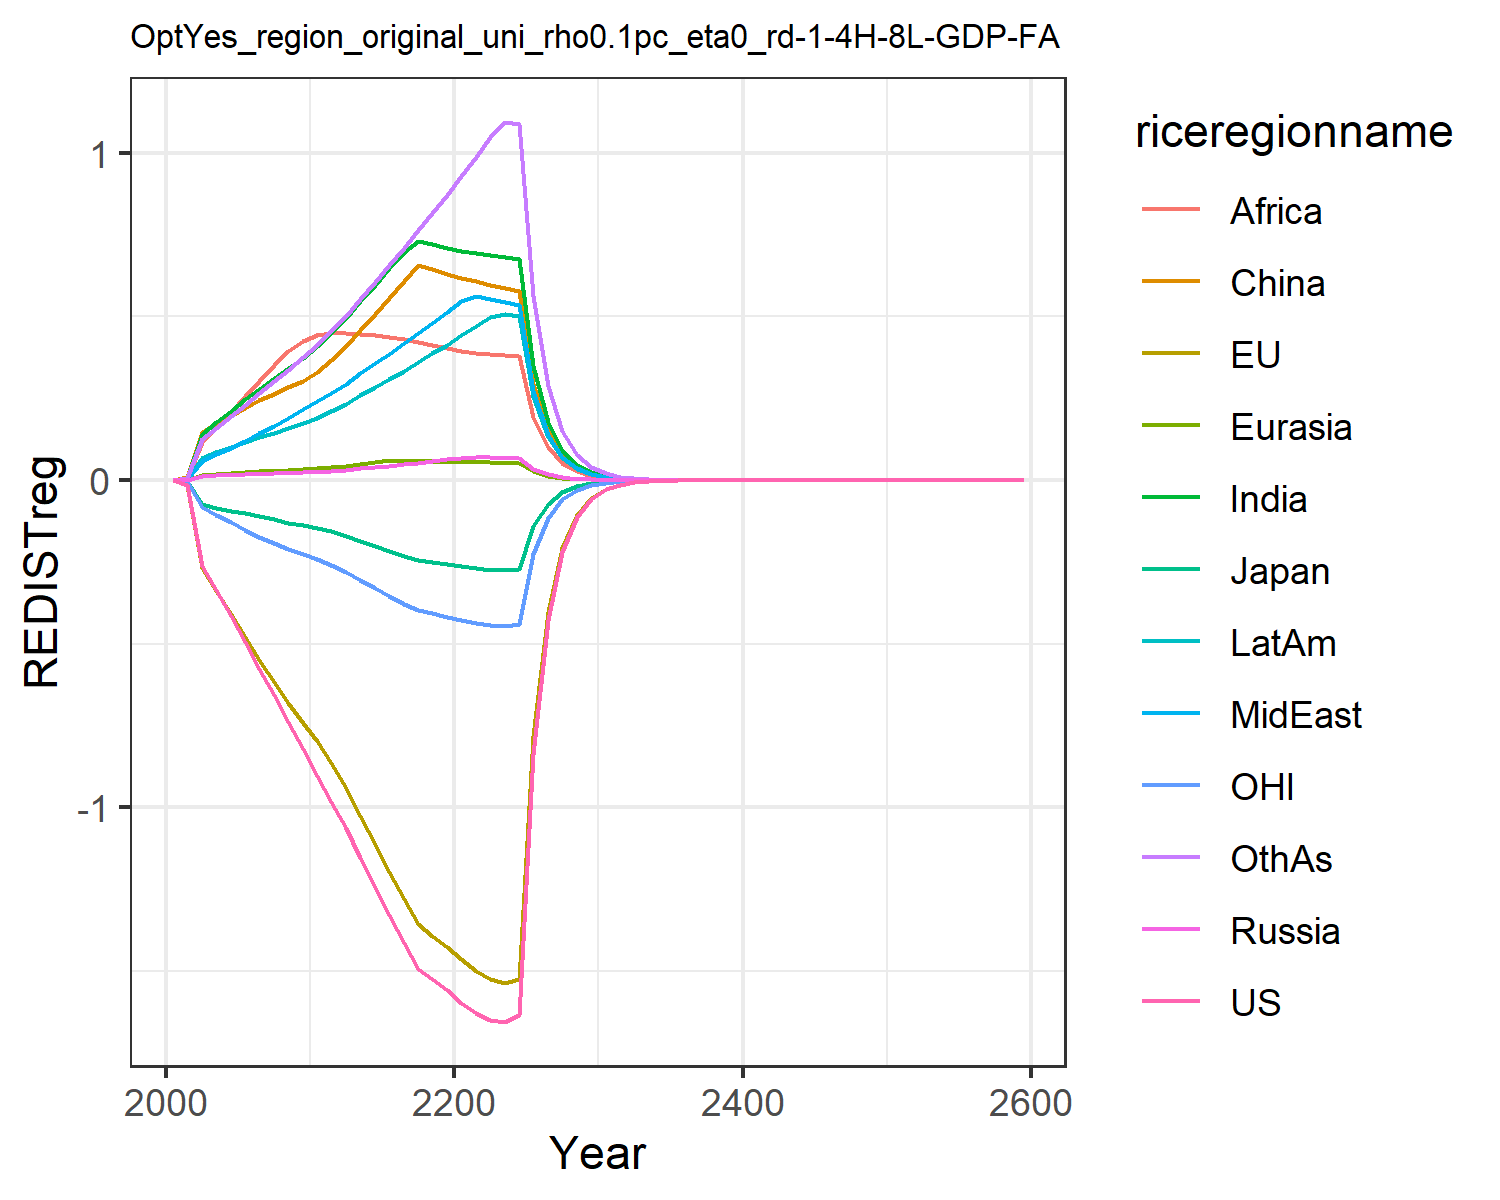 OptYes_region_original_uni_rho0.1pc_eta0_rd-1-4H-8L-GDP-FA
riceregionname
Africa
China
EU
Eurasia
India
Japan
LatAm
MidEast
OHI
OthAs
Russia
US
REDISTreg
1
0
-1
2000
2200
2400
2600
Year